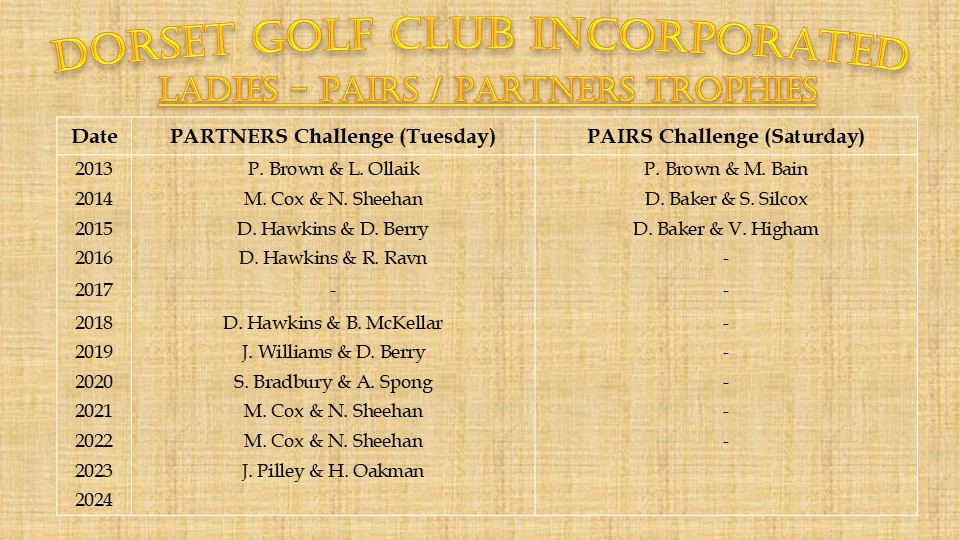 DORSET GOLF CLUB INCORPORATED
LADIES – PAIRS / PARTNERS TROPHIES
Date PARTNERS Challenge (Tuesday) PAIRS Challenge (Saturday)
2013 P. Brown & L. Ollaik P. Brown & M. Bain
2014 M. Cox & N. Sheehan D. Baker & S. Silcox
2015 D. Hawkins & D. Berry D. Baker & V. Higham
2016 D. Hawkins & R. Ravn -
2017 - -
2018 D. Hawkins & B. McKellar -
2019 J. Williams & D. Berry -
2020 S. Bradbury & A. Spong -
2021 M. Cox & N. Sheehan -
2022 M. Cox & N. Sheehan -
2023 J. Pilley & H. Oakman
2024